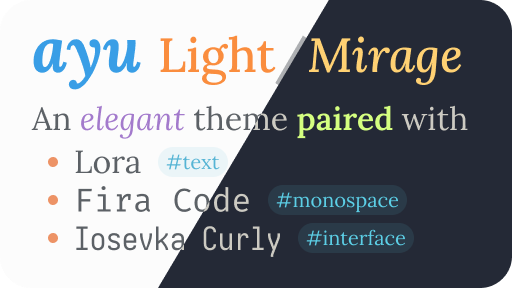 ayu Light/Mirage
An elegant theme paired with
• Lora #text
• Fira Code #monospace
• Iosevka Curly #interface